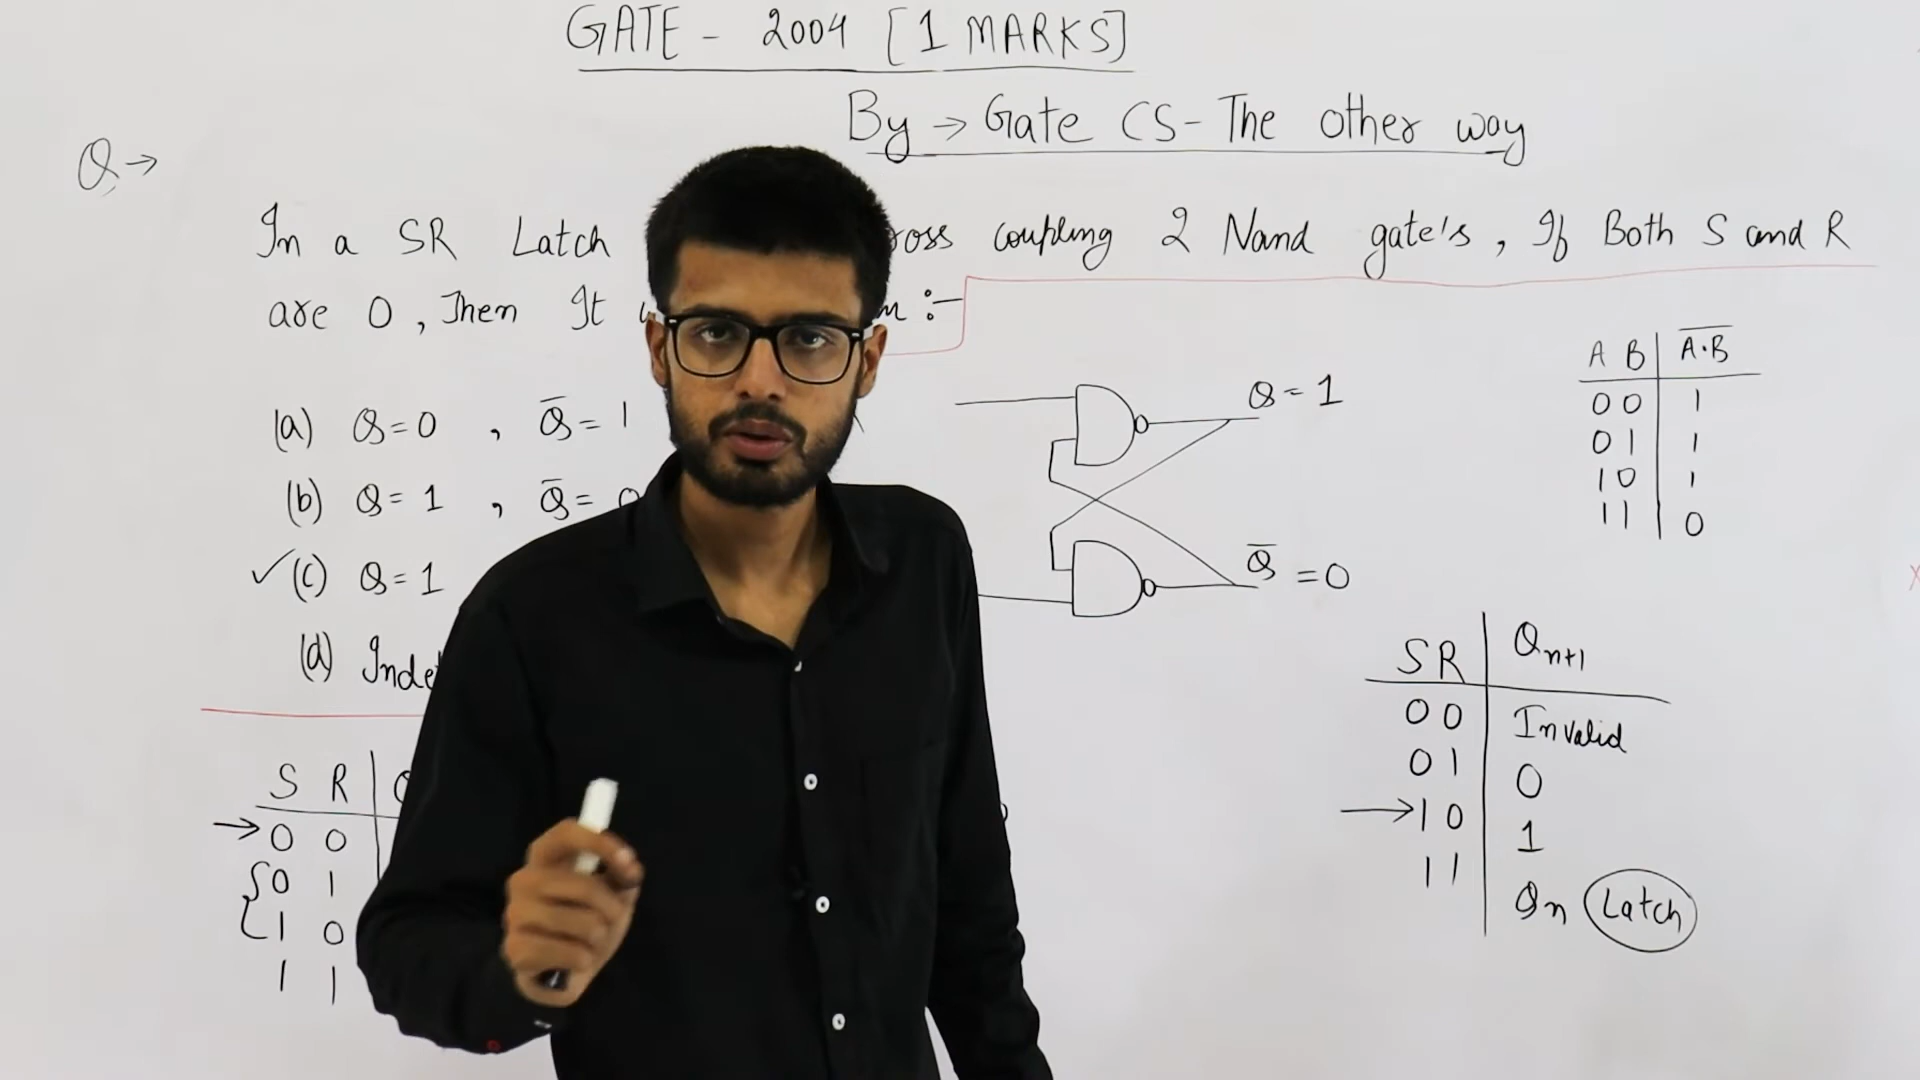 GATE - 2004 [1 MARKS]
By → Gate CS - The other way
Q →
In a SR Latch coupling 2 Nand gate's, If Both S and R
are 0, Then It :-
(a) Q = 0 , Q̅ = 1
(b) Q = 1 , Q̅ =
✓ (c) Q = 1
(d)
Q = 1
Q̅ = 0
A B | A̅·̅B̅
0 0 | 1
0 1 | 1
1 0 | 1
1 1 | 0
S R
→ 0 0
0 1
1 0
1 1
S R | Qn+1
0 0 | Invalid
0 1 | 0
→ 1 0 | 1
1 1 | Qn Latch